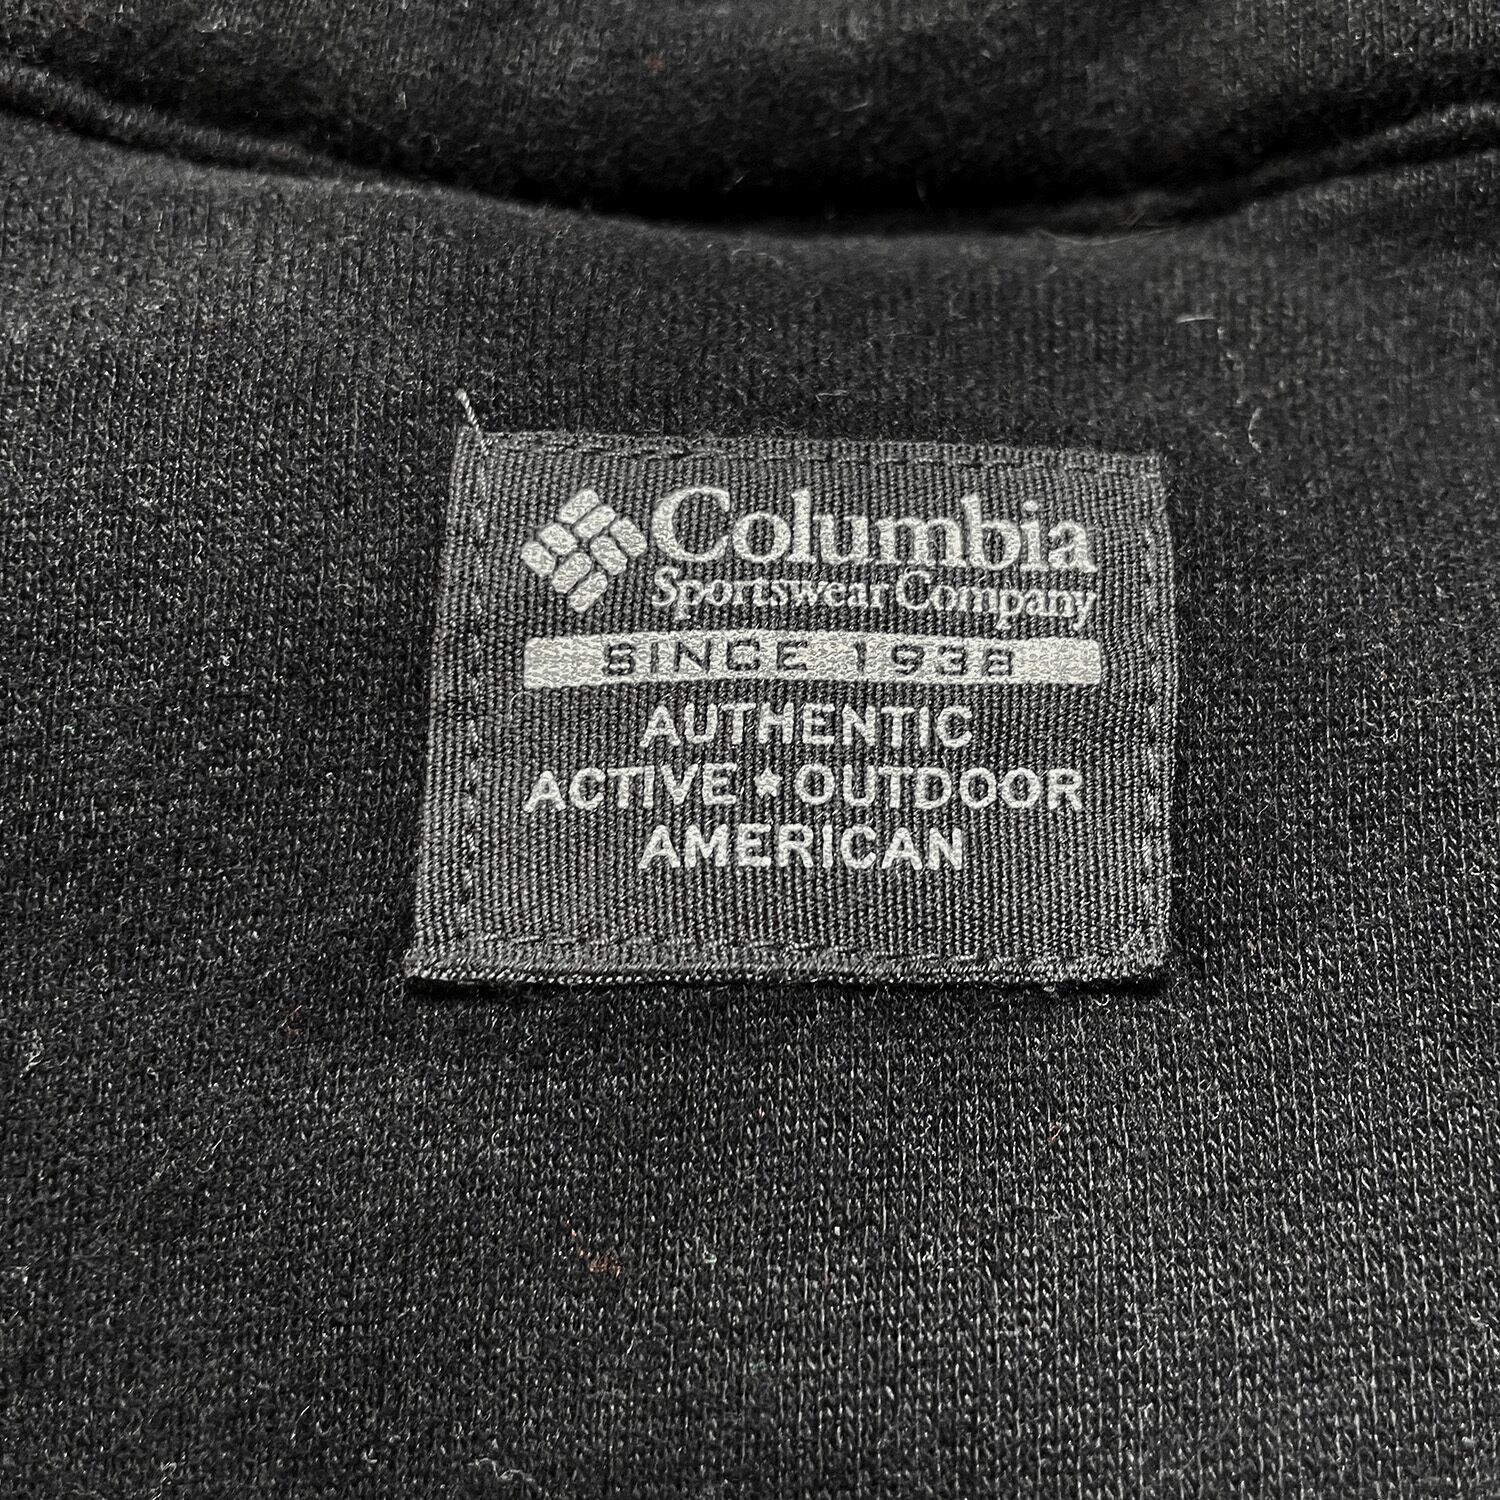 Columbia
Sportswear Company
SINCE 1938
AUTHENTIC
ACTIVE★OUTDOOR
AMERICAN